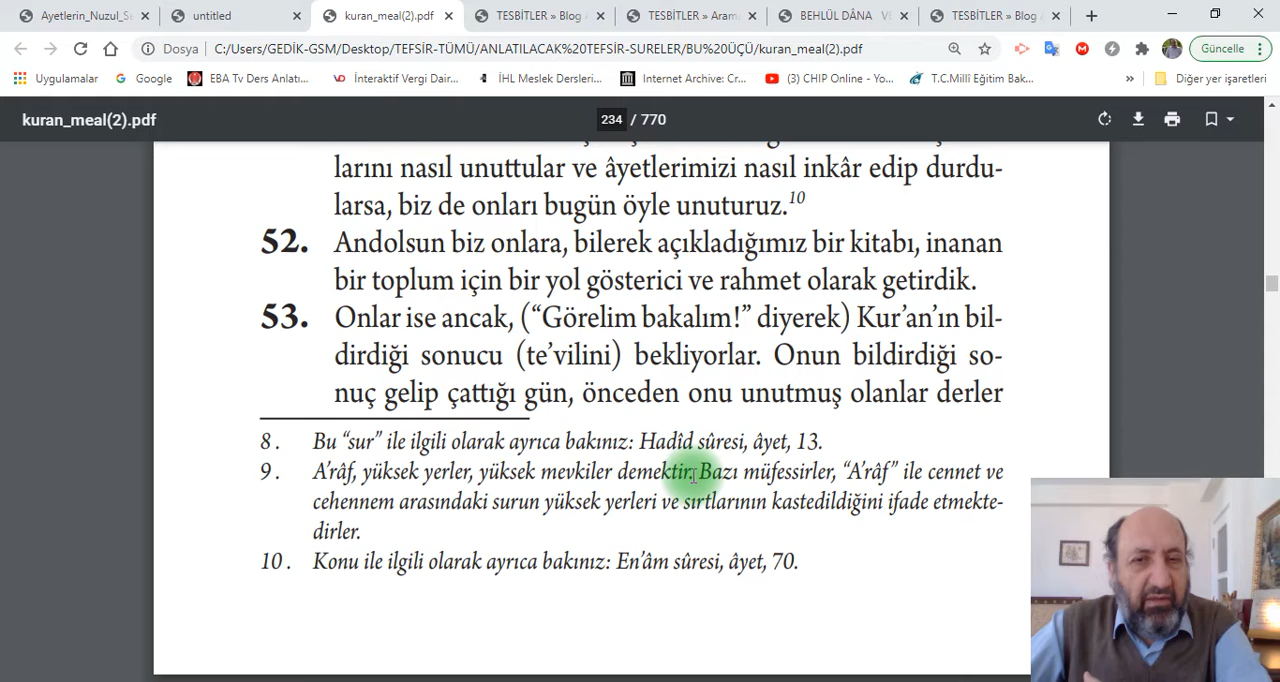 Ayetlerin_Nuzul_S
untitled
kuran_meal(2).pdf
TESBİTLER » Blog
TESBİTLER » Aram
BEHLÜL DÂNA VE
TESBİTLER » Blog
Dosya | C:/Users/GEDİK-GSM/Desktop/TEFSİR-TÜMÜ/ANLATILACAK%20TEFSİR-SURELER/BU%20ÜÇÜ/kuran_meal(2).pdf
Güncelle
Uygulamalar
Google
EBA Tv Ders Anlatı...
İnteraktif Vergi Dair...
İHL Meslek Dersleri...
Internet Archive: Cr...
(3) CHIP Online - Yo...
T.C.Millî Eğitim Bak...
»
Diğer yer işaretleri
kuran_meal(2).pdf
234 / 770
larını nasıl unuttular ve âyetlerimizi nasıl inkâr edip durdu-
larsa, biz de onları bugün öyle unuturuz.10
52. Andolsun biz onlara, bilerek açıkladığımız bir kitabı, inanan
bir toplum için bir yol gösterici ve rahmet olarak getirdik.
53. Onlar ise ancak, (“Görelim bakalım!” diyerek) Kur’an’ın bil-
dirdiği sonucu (te’vilini) bekliyorlar. Onun bildirdiği so-
nuç gelip çattığı gün, önceden onu unutmuş olanlar derler
8 . Bu “sur” ile ilgili olarak ayrıca bakınız: Hadîd sûresi, âyet, 13.
9 . A’râf, yüksek yerler, yüksek mevkiler demektir. Bazı müfessirler, “A’râf” ile cennet ve
cehennem arasındaki surun yüksek yerleri ve sırtlarının kastedildiğini ifade etmekte-
dirler.
10 . Konu ile ilgili olarak ayrıca bakınız: En’âm sûresi, âyet, 70.